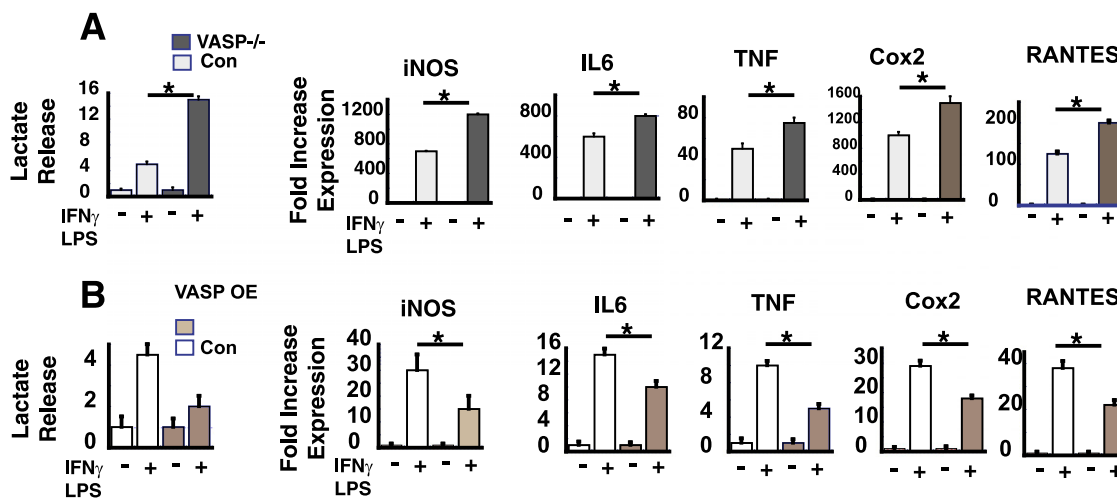 A
VASP-/-
Con
iNOS
IL6
TNF
Cox2
RANTES
Lactate Release
16
12
8
4
0
Fold Increase Expression
1200
800
400
0
800
400
0
80
40
0
1600
1200
800
400
0
200
100
0
*
*
*
*
*
*
IFNγ - + - +
LPS
IFNγ - + - +
LPS
- + - +
- + - +
- + - +
- + - +
B
VASP OE
Con
iNOS
IL6
TNF
Cox2
RANTES
Lactate Release
4
2
0
Fold Increase Expression
40
30
20
10
0
16
12
8
4
0
12
8
4
0
30
20
10
0
40
20
0
*
*
*
*
*
IFNγ - + - +
LPS
IFNγ - + - +
LPS
- + - +
- + - +
- + - +
- + - +